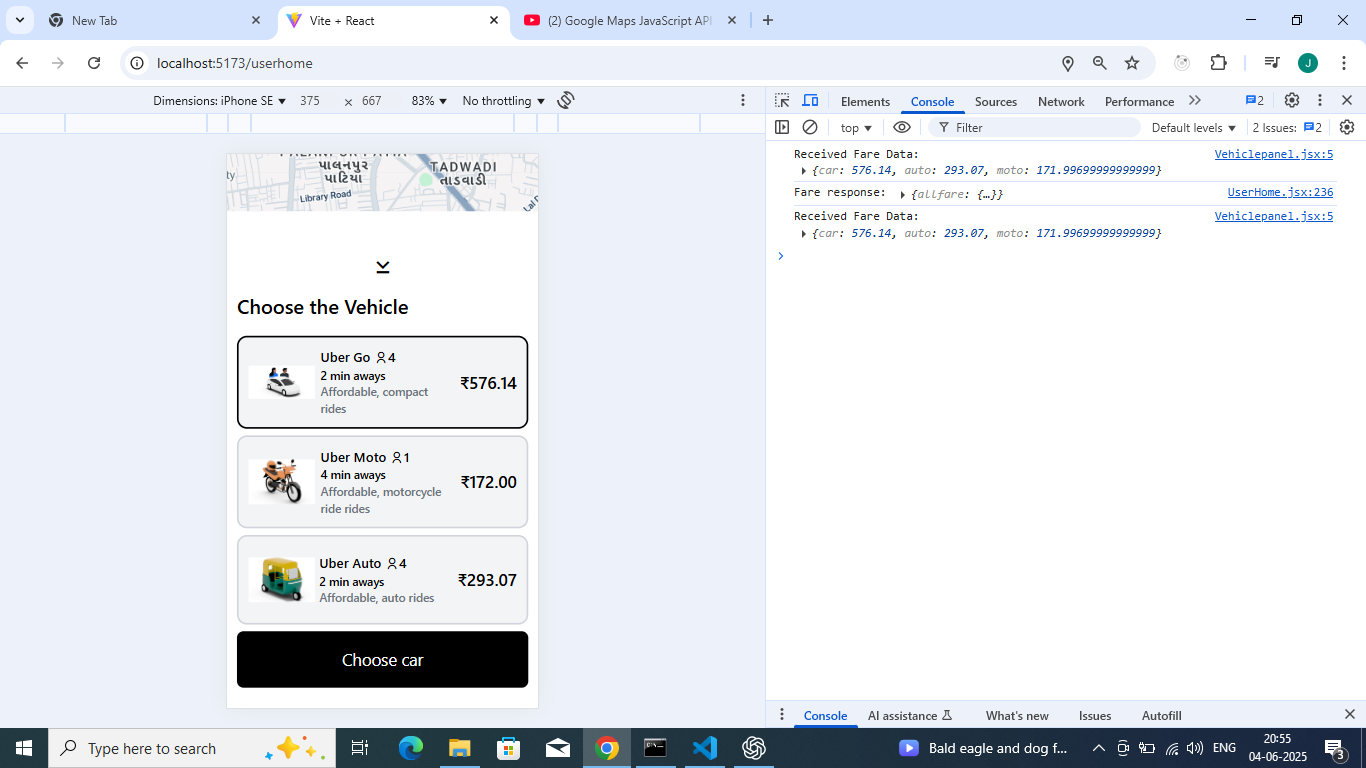 New Tab
Vite + React
(2) Google Maps JavaScript API
localhost:5173/userhome
J
Dimensions: iPhone SE
375
×
667
83%
No throttling
Elements
Console
Sources
Network
Performance
2
top
Filter
Default levels
2 Issues:
2
Received Fare Data:
Vehiclepanel.jsx:5
{car: 576.14, auto: 293.07, moto: 171.99699999999999}
Fare response:
{allfare: {…}}
UserHome.jsx:236
Received Fare Data:
Vehiclepanel.jsx:5
{car: 576.14, auto: 293.07, moto: 171.99699999999999}
પાલનપુર
પાટિયા
TADWADI
તાડવાડી
ty
Library Road
Choose the Vehicle
Uber Go 4
2 min aways
Affordable, compact
rides
₹576.14
Uber Moto 1
4 min aways
Affordable, motorcycle
ride rides
₹172.00
Uber Auto 4
2 min aways
Affordable, auto rides
₹293.07
Choose car
Console
AI assistance
What's new
Issues
Autofill
Type here to search
Bald eagle and dog f...
ENG
20:55
04-06-2025
3